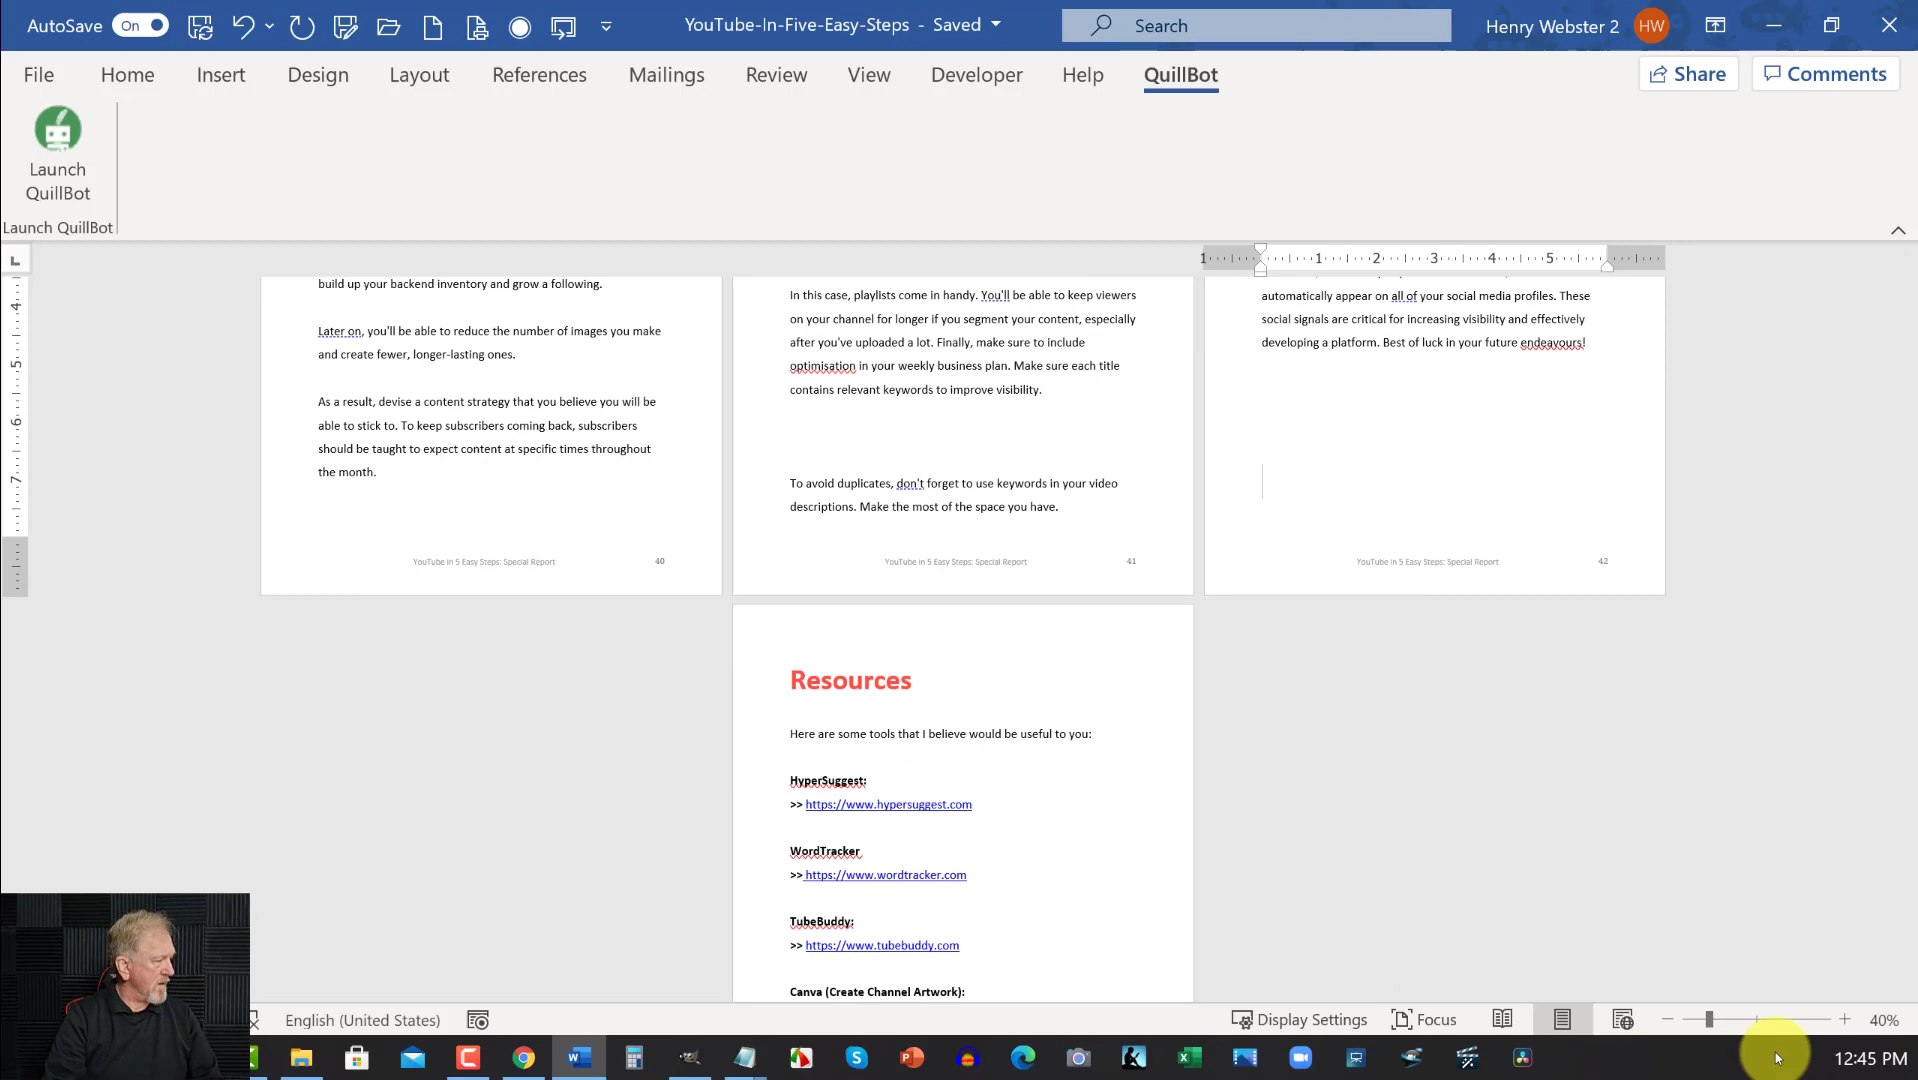 AutoSave On YouTube-In-Five-Easy-Steps - Saved Search Henry Webster 2 HW
File Home Insert Design Layout References Mailings Review View Developer Help QuillBot Share Comments
Launch
QuillBot
Launch QuillBot
1 1 2 3 4 5
4
5
6
7
build up your backend inventory and grow a following.
Later on, you'll be able to reduce the number of images you make
and create fewer, longer-lasting ones.
As a result, devise a content strategy that you believe you will be
able to stick to. To keep subscribers coming back, subscribers
should be taught to expect content at specific times throughout
the month.
YouTube in 5 Easy Steps: Special Report 40
In this case, playlists come in handy. You'll be able to keep viewers
on your channel for longer if you segment your content, especially
after you've uploaded a lot. Finally, make sure to include
optimisation in your weekly business plan. Make sure each title
contains relevant keywords to improve visibility.
To avoid duplicates, don't forget to use keywords in your video
descriptions. Make the most of the space you have.
YouTube in 5 Easy Steps: Special Report 41
automatically appear on all of your social media profiles. These
social signals are critical for increasing visibility and effectively
developing a platform. Best of luck in your future endeavours!
YouTube in 5 Easy Steps: Special Report 42
Resources
Here are some tools that I believe would be useful to you:
HyperSuggest:
>> https://www.hypersuggest.com
WordTracker
>> https://www.wordtracker.com
TubeBuddy:
>> https://www.tubebuddy.com
Canva (Create Channel Artwork):
English (United States) Display Settings Focus 40%
12:45 PM